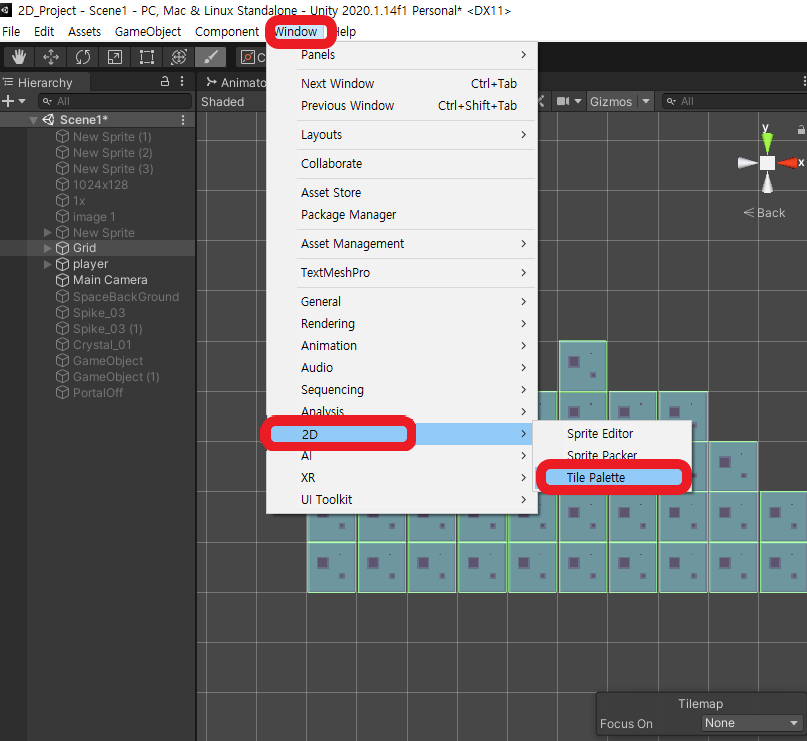 2D_Project - Scene1 - PC, Mac & Linux Standalone - Unity 2020.1.14f1 Personal* <DX11>
File Edit Assets GameObject Component Window Help
Hierarchy
All
Scene1*
New Sprite (1)
New Sprite (2)
New Sprite (3)
1024x128
1x
image 1
New Sprite
Grid
player
Main Camera
SpaceBackGround
Spike_03
Spike_03 (1)
Crystal_01
GameObject
GameObject (1)
PortalOff
Animato
Shaded
Panels
Next Window Ctrl+Tab
Previous Window Ctrl+Shift+Tab
Layouts
Collaborate
Asset Store
Package Manager
Asset Management
TextMeshPro
General
Rendering
Animation
Audio
Sequencing
Analysis
2D
AI
XR
UI Toolkit
Sprite Editor
Sprite Packer
Tile Palette
Gizmos
All
y
x
Back
Tilemap
Focus On None